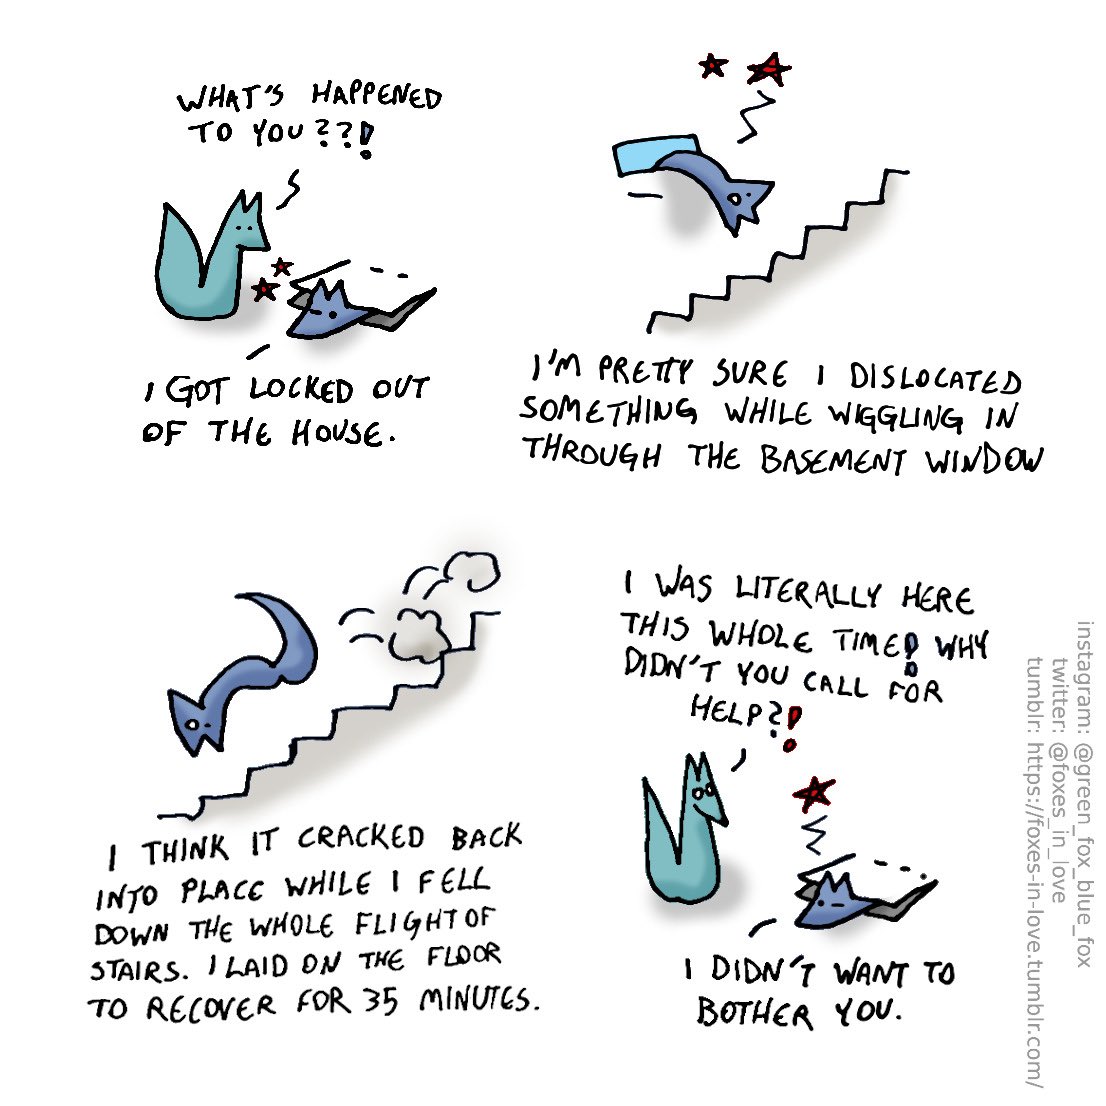 WHAT'S HAPPENED
TO YOU??!
I GOT LOCKED OUT
OF THE HOUSE.
I'M PRETTY SURE I DISLOCATED
SOMETHING WHILE WIGGLING IN
THROUGH THE BASEMENT WINDOW
I THINK IT CRACKED BACK
INTO PLACE WHILE I FELL
DOWN THE WHOLE FLIGHT OF
STAIRS. I LAID ON THE FLOOR
TO RECOVER FOR 35 MINUTES.
I WAS LITERALLY HERE
THIS WHOLE TIME! WHY
DIDN'T YOU CALL FOR
HELP?!
I DIDN'T WANT TO
BOTHER YOU.
instagram: @green_fox_blue_fox
twitter: @foxes_in_love
tumblr: https://foxes-in-love.tumblr.com/